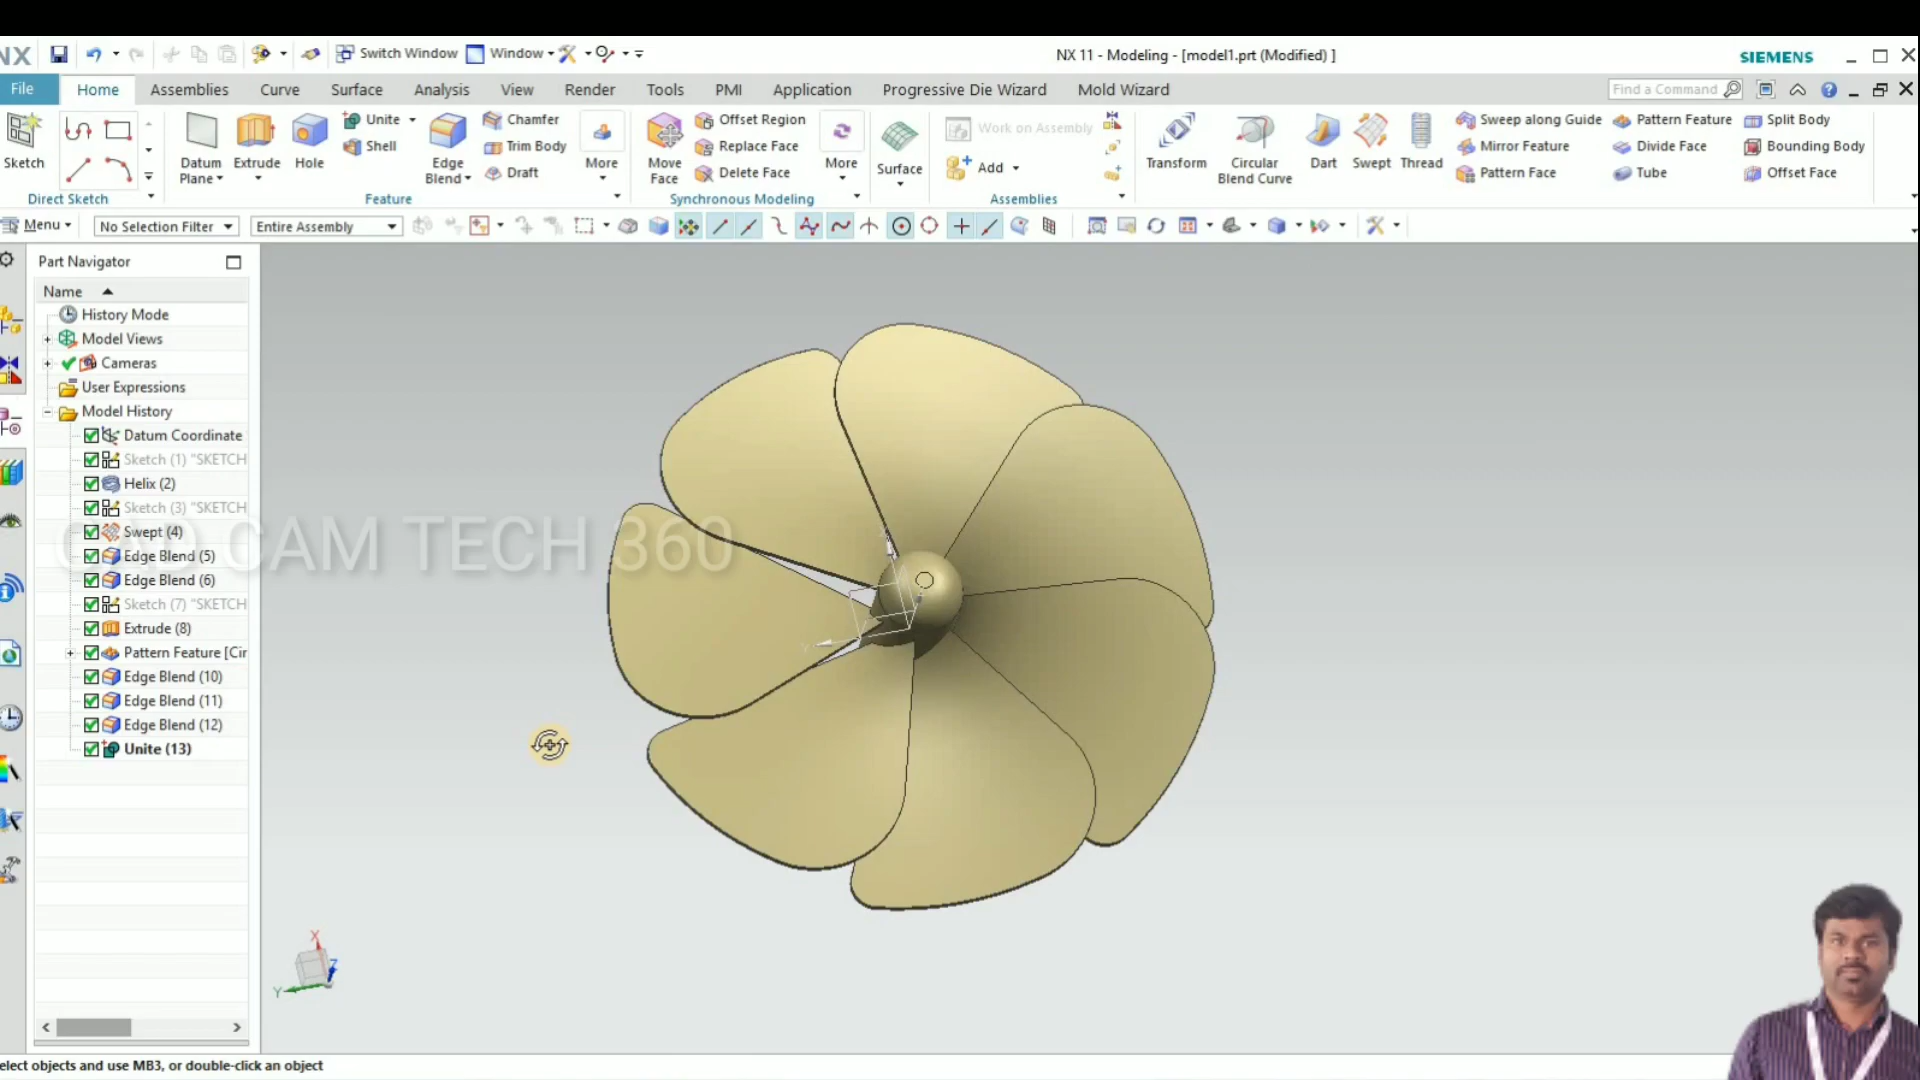 NX Switch Window Window NX 11 - Modeling - [model1.prt (Modified) ] SIEMENS
File Home Assemblies Curve Surface Analysis View Render Tools PMI Application Progressive Die Wizard Mold Wizard Find a Command
Sketch Datum Plane Extrude Hole Unite Shell Edge Blend Chamfer Trim Body Draft More
Direct Sketch Feature
Move Face Offset Region Replace Face Delete Face More Surface
Synchronous Modeling
Work on Assembly Add
Assemblies
Transform Circular Blend Curve Dart Swept Thread
Sweep along Guide Pattern Feature Split Body
Mirror Feature Divide Face Bounding Body
Pattern Face Tube Offset Face
Menu No Selection Filter Entire Assembly
Part Navigator
Name
History Mode
Model Views
Cameras
User Expressions
Model History
Datum Coordinate
Sketch (1) "SKETCH
Helix (2)
Sketch (3) "SKETCH
Swept (4)
Edge Blend (5)
Edge Blend (6)
Sketch (7) "SKETCH
Extrude (8)
Pattern Feature [Cir
Edge Blend (10)
Edge Blend (11)
Edge Blend (12)
Unite (13)
CAD CAM TECH 360
Y
X
Z
Y
elect objects and use MB3, or double-click an object